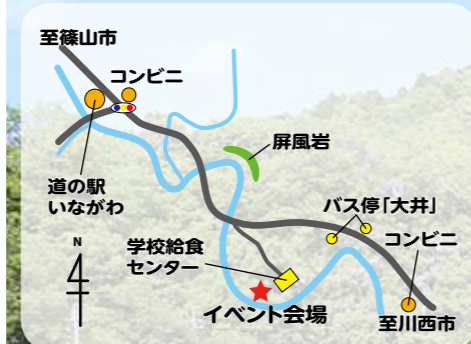 至篠山市
コンビニ
屏風岩
道の駅
いながわ
バス停「大井」
コンビニ
学校給食
センター
N
イベント会場
至川西市